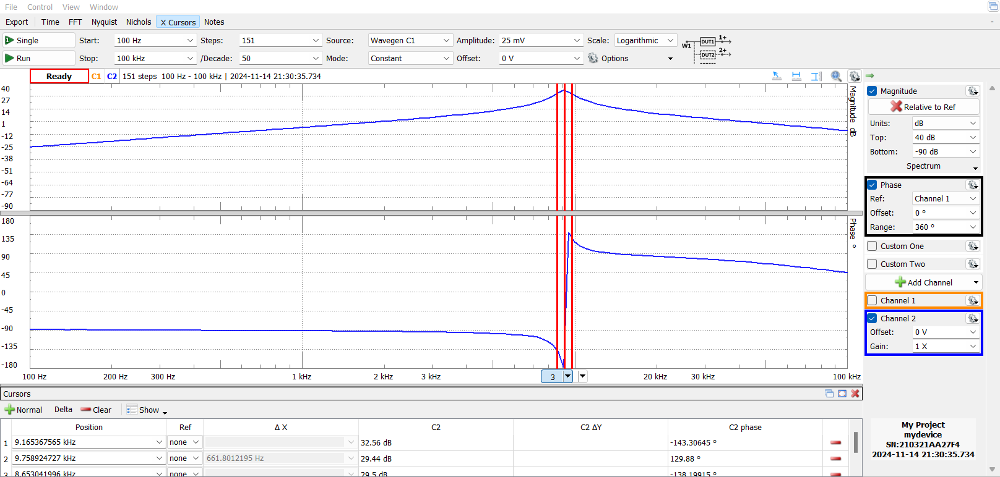 File Control View Window
Export Time FFT Nyquist Nichols X Cursors Notes -
Single Start: 100 Hz Steps: 151 Source: Wavegen C1 Amplitude: 25 mV Scale: Logarithmic
Run Stop: 100 kHz /Decade: 50 Mode: Constant Offset: 0 V Options
W1 DUT1 1+
DUT2 2+
Ready C1 C2 151 steps 100 Hz - 100 kHz | 2024-11-14 21:30:35.734
40
27
14
1
-12
-25
-38
-51
-64
-77
-90
Magnitude dB
180
135
90
45
0
-45
-90
-135
-180
Phase °
100 Hz 200 Hz 300 Hz 1 kHz 2 kHz 3 kHz 3 20 kHz 30 kHz 100 kHz
Magnitude
Relative to Ref
Units: dB
Top: 40 dB
Bottom: -90 dB
Spectrum
Phase
Ref: Channel 1
Offset: 0 °
Range: 360 °
Custom One
Custom Two
Add Channel
Channel 1
Channel 2
Offset: 0 V
Gain: 1 X
My Project
mydevice
SN:210321AA27F4
2024-11-14 21:30:35.734
Cursors
Normal Delta Clear Show
Position Ref Δ X C2 C2 ΔY C2 phase
1 9.165367565 kHz none 32.56 dB -143.30645 °
2 9.758924727 kHz none 661.8012195 Hz 29.44 dB 129.88 °
3 8.653041996 kHz none 29.5 dB -138.19915 °